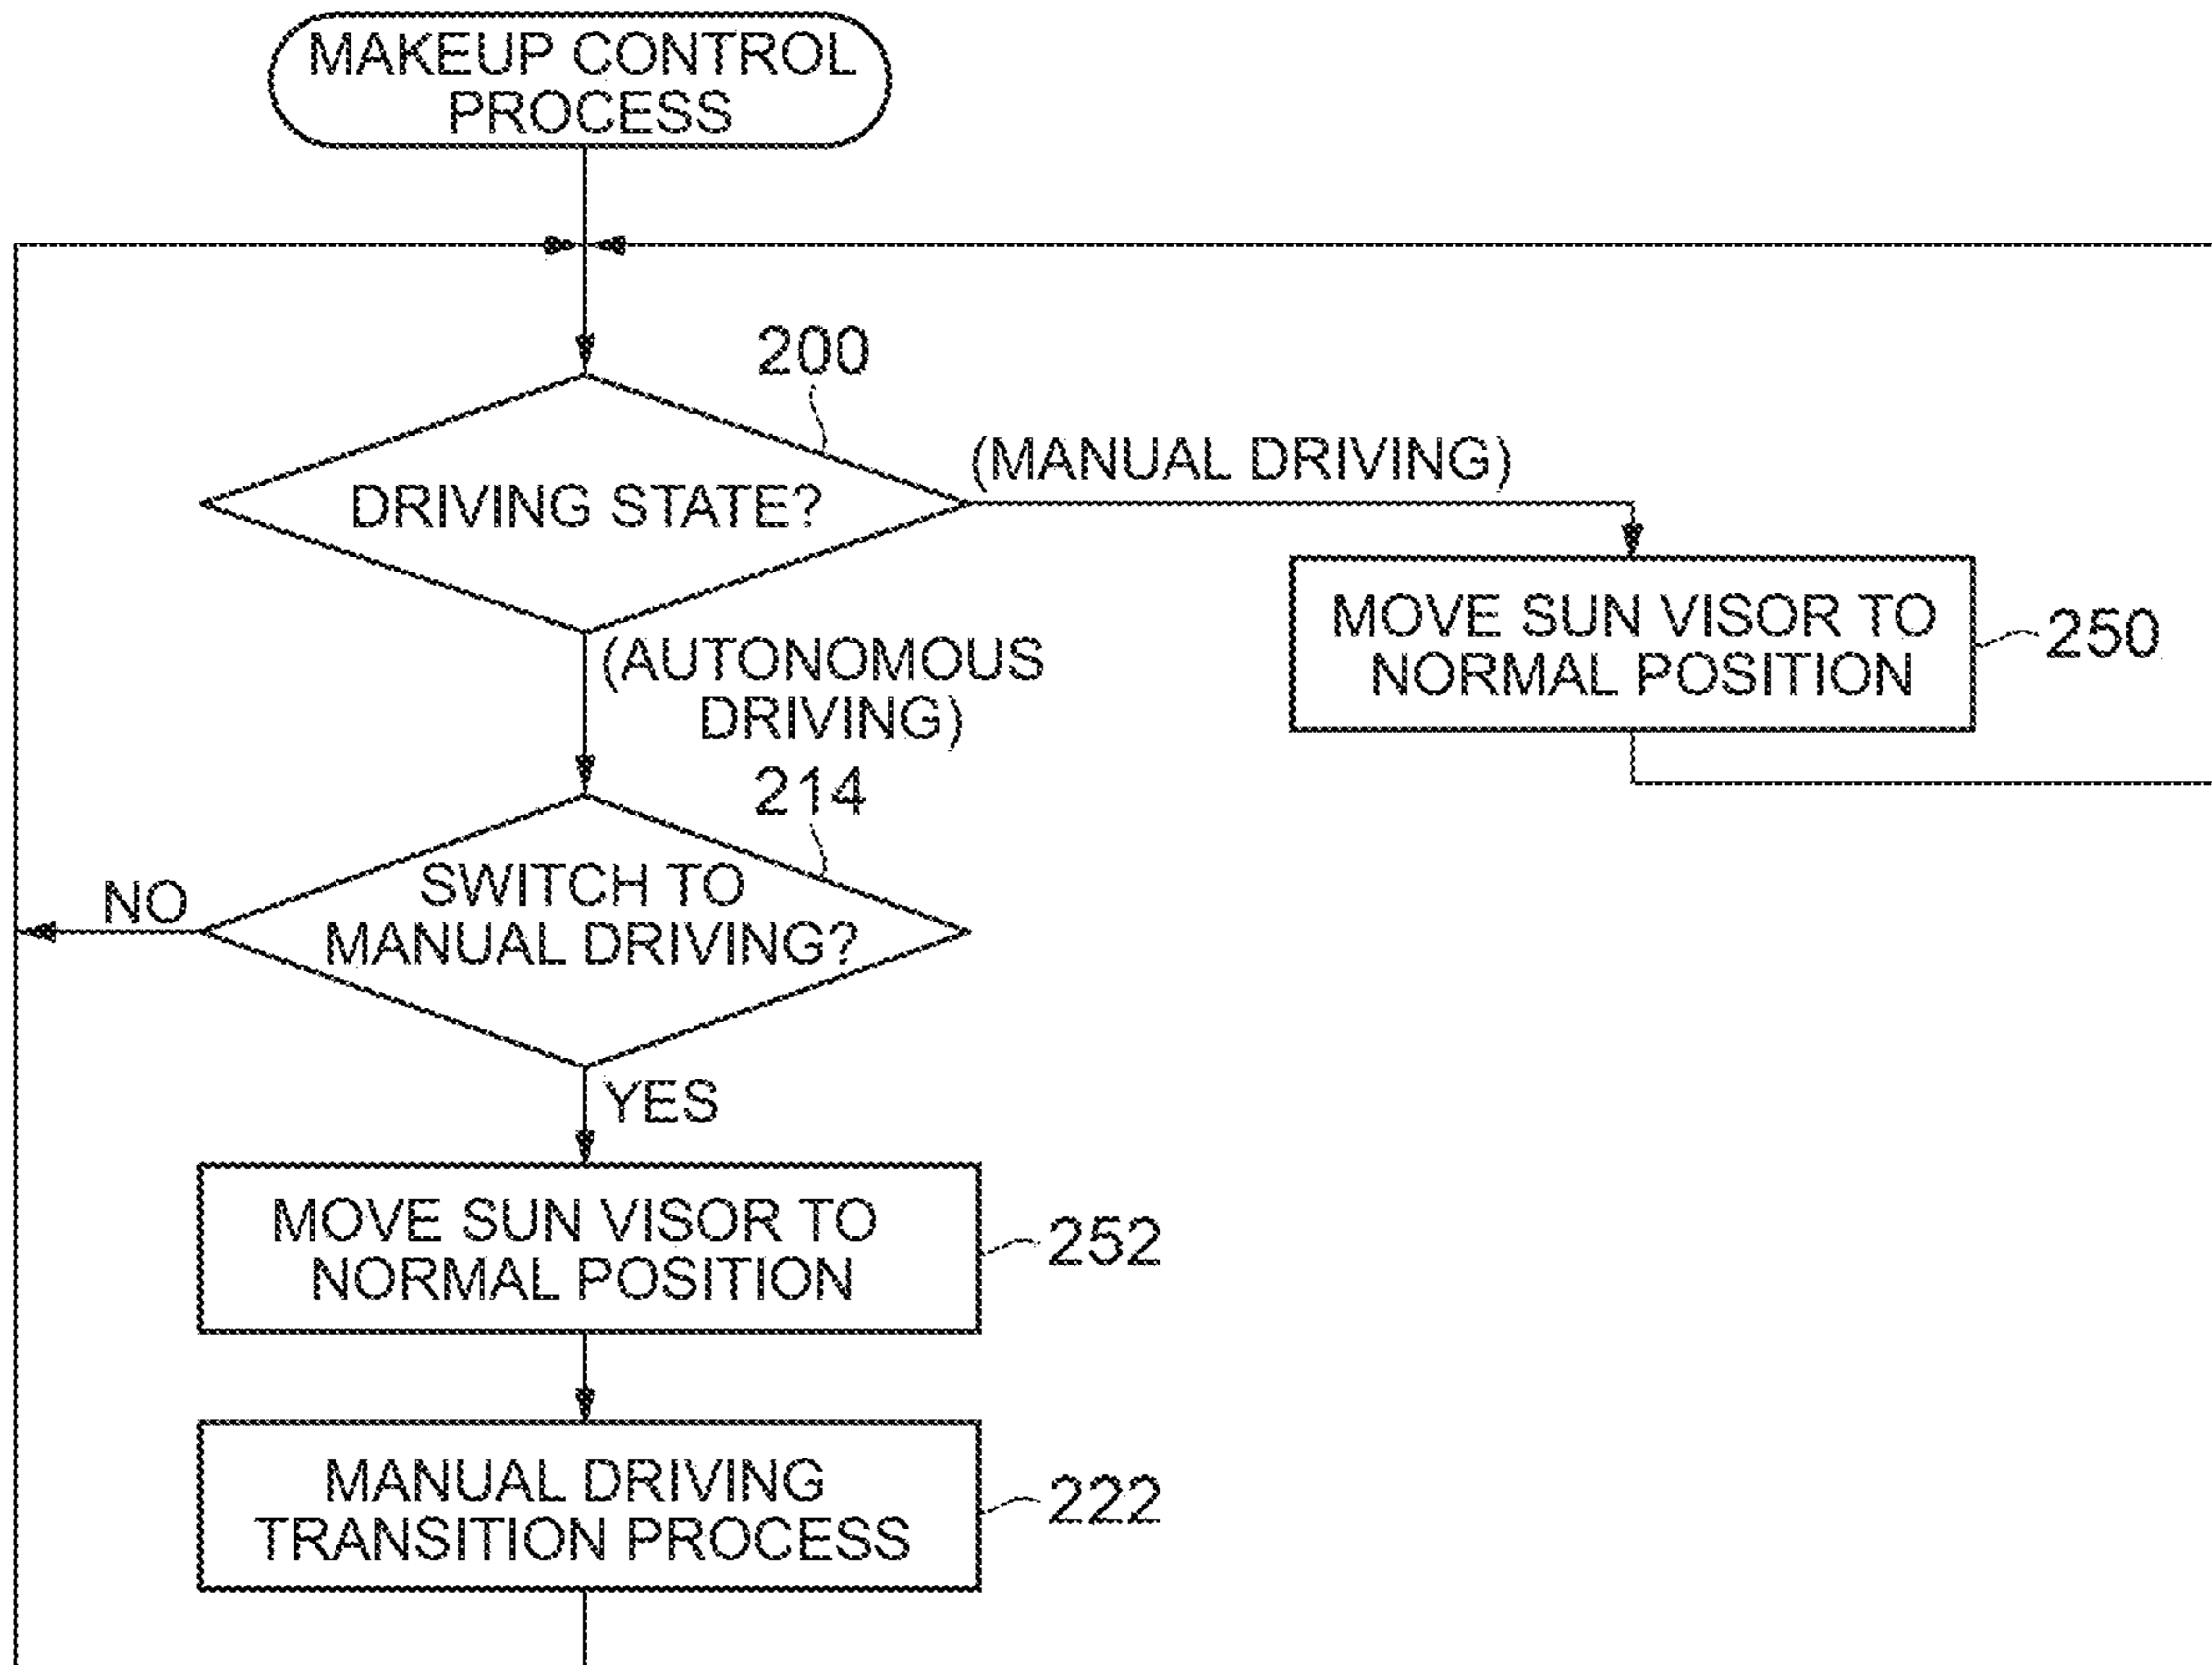 MAKEUP CONTROL
PROCESS
200
DRIVING STATE?
(MANUAL DRIVING)
MOVE SUN VISOR TO
NORMAL POSITION
250
(AUTONOMOUS
DRIVING)
214
SWITCH TO
MANUAL DRIVING?
NO
YES
MOVE SUN VISOR TO
NORMAL POSITION
252
MANUAL DRIVING
TRANSITION PROCESS
222